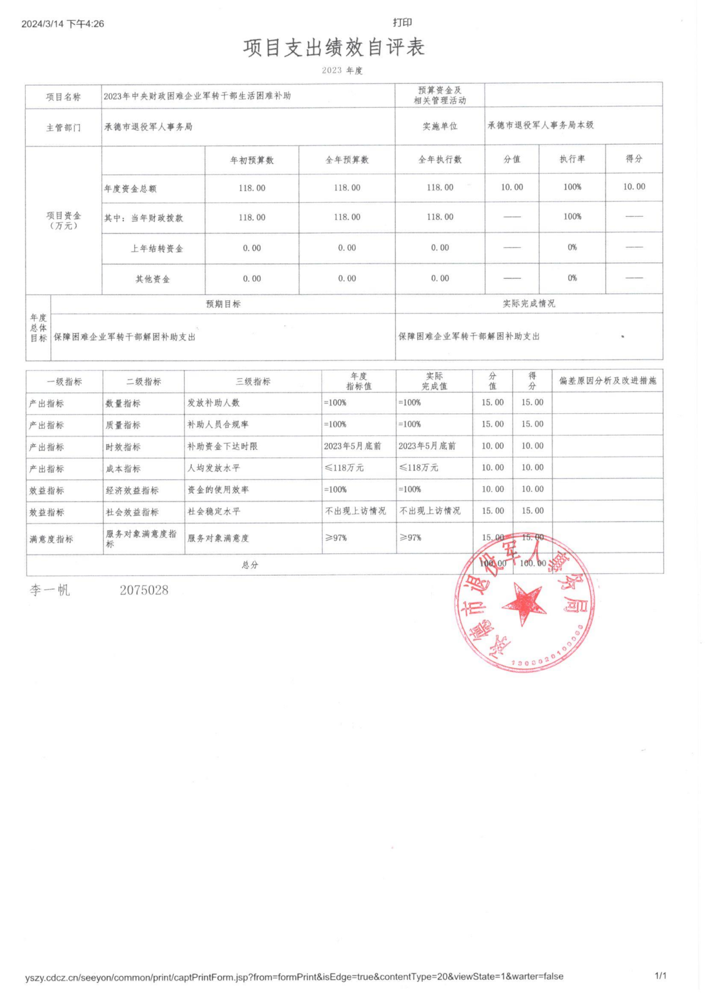 2024/3/14 下午4:26 打印
项目支出绩效自评表
2023 年度
项目名称 2023年中央财政困难企业军转干部生活困难补助 预算资金及
相关管理活动
主管部门 承德市退役军人事务局 实施单位 承德市退役军人事务局本级
年初预算数 全年预算数 全年执行数 分值 执行率 得分
年度资金总额 118.00 118.00 118.00 10.00 100% 10.00
项目资金
（万元）
其中：当年财政拨款 118.00 118.00 118.00 —— 100% ——
上年结转资金 0.00 0.00 0.00 —— 0% ——
其他资金 0.00 0.00 0.00 —— 0% ——
预期目标 实际完成情况
年度
总体
目标
保障困难企业军转干部解困补助支出 保障困难企业军转干部解困补助支出
一级指标 二级指标 三级指标 年度
指标值 实际
完成值 分
值 得
分 偏差原因分析及改进措施
产出指标 数量指标 发放补助人数 =100% =100% 15.00 15.00
产出指标 质量指标 补助人员合规率 =100% =100% 15.00 15.00
产出指标 时效指标 补助资金下达时限 2023年5月底前 2023年5月底前 10.00 10.00
产出指标 成本指标 人均发放水平 ≤118万元 ≤118万元 10.00 10.00
效益指标 经济效益指标 资金的使用效率 =100% =100% 10.00 10.00
效益指标 社会效益指标 社会稳定水平 不出现上访情况 不出现上访情况 15.00 15.00
满意度指标 服务对象满意度指
标 服务对象满意度 ≥97% ≥97% 15.00 15.00
总分 100.00 100.00
李一帆 2075028
承德市退役军人事务局
yszy.cdcz.cn/seeyon/common/print/captPrintForm.jsp?from=formPrint&isEdge=true&contentType=20&viewState=1&warter=false 1/1